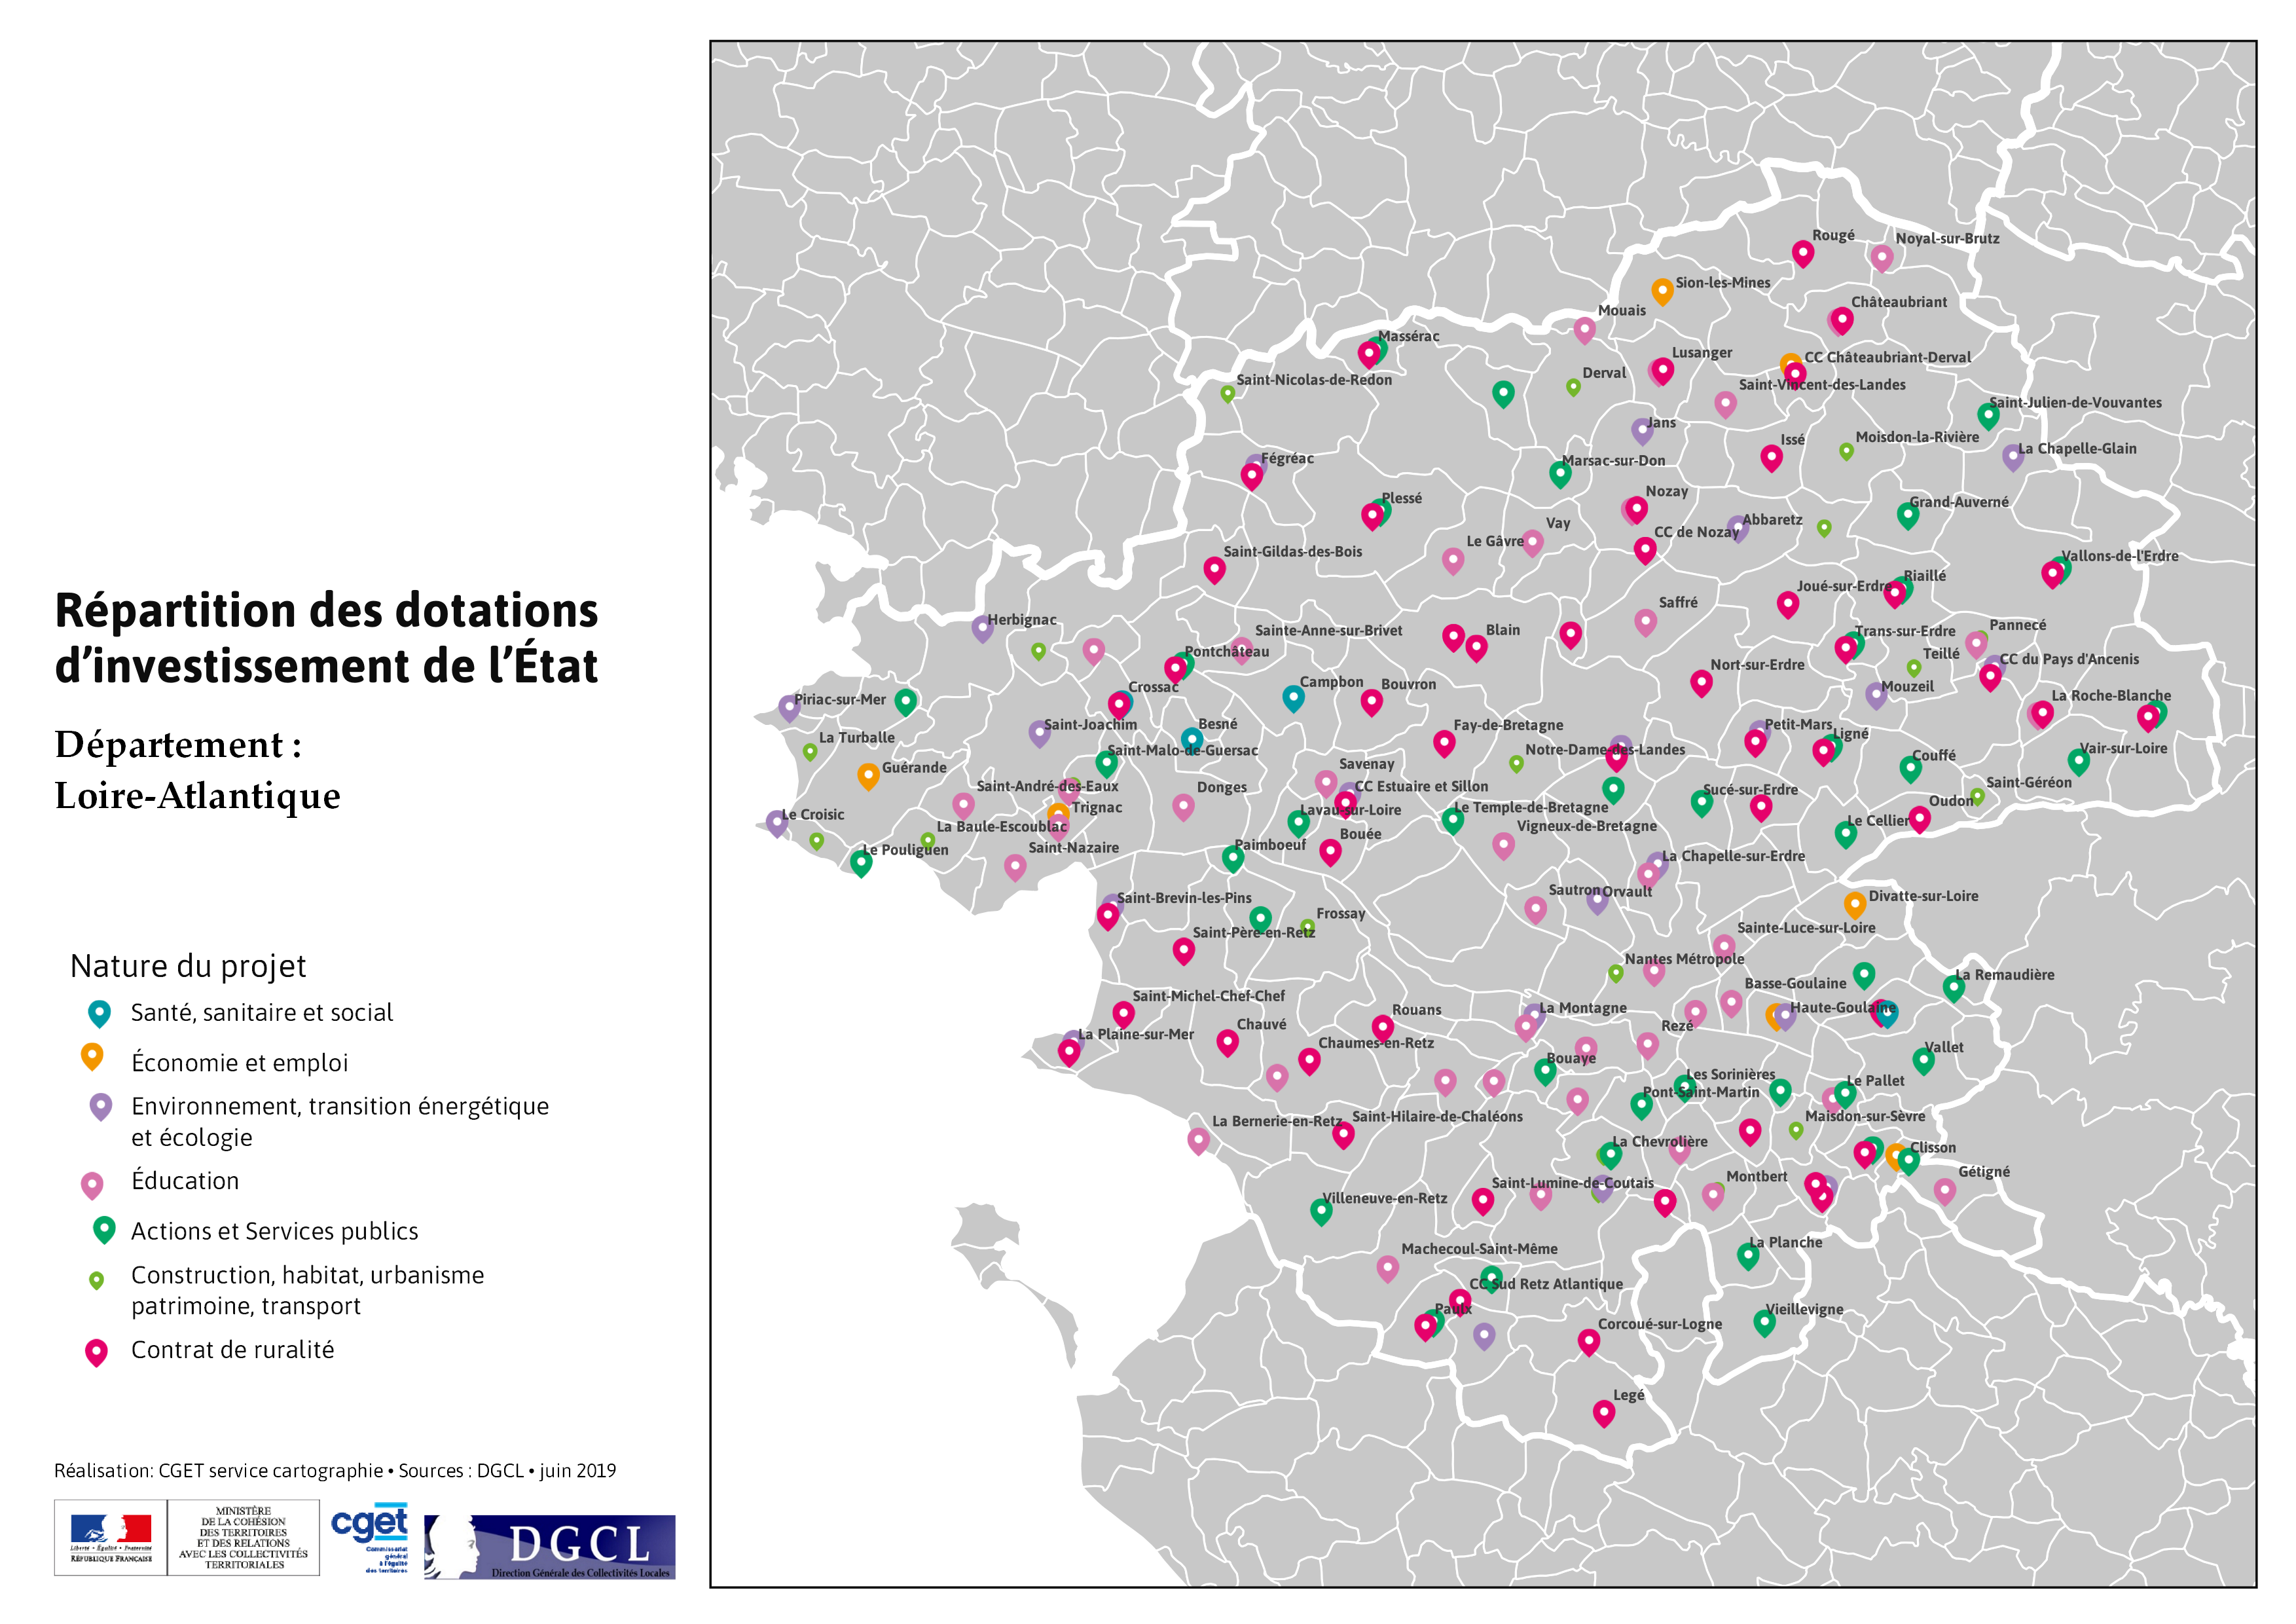 Répartition des dotations
d’investissement de l’État
Département :
Loire-Atlantique
Nature du projet
Santé, sanitaire et social
Économie et emploi
Environnement, transition énergétique
et écologie
Éducation
Actions et Services publics
Construction, habitat, urbanisme
patrimoine, transport
Contrat de ruralité
Réalisation: CGET service cartographie • Sources : DGCL • juin 2019
Liberté • Égalité • Fraternité
RÉPUBLIQUE FRANÇAISE
MINISTÈRE
DE LA COHÉSION
DES TERRITOIRES
ET DES RELATIONS
AVEC LES COLLECTIVITÉS
TERRITORIALES
cget
Commissariat
général
à l'égalité
des territoires
DGCL
Direction Générale des Collectivités Locales
Rougé
Noyal-sur-Brutz
Sion-les-Mines
Châteaubriant
Mouais
Massérac
Lusanger
CC Châteaubriant-Derval
Derval
Saint-Nicolas-de-Redon
Saint-Vincent-des-Landes
Saint-Julien-de-Vouvantes
Jans
Issé
Moisdon-la-Rivière
La Chapelle-Glain
Fégréac
Marsac-sur-Don
Plessé
Nozay
Grand-Auverné
Vay
Abbaretz
CC de Nozay
Le Gâvre
Saint-Gildas-des-Bois
Vallons-de-l'Erdre
Riaillé
Joué-sur-Erdre
Saffré
Herbignac
Pannecé
Sainte-Anne-sur-Brivet
Blain
Trans-sur-Erdre
Pontchâteau
Teillé
CC du Pays d'Ancenis
Nort-sur-Erdre
Crossac
Campbon
Bouvron
Mouzeil
La Roche-Blanche
Piriac-sur-Mer
Saint-Joachim
Besné
Fay-de-Bretagne
Petit-Mars
Ligné
La Turballe
Saint-Malo-de-Guersac
Notre-Dame-des-Landes
Vair-sur-Loire
Couffé
Guérande
Savenay
Saint-Géréon
Saint-André-des-Eaux
Donges
CC Estuaire et Sillon
Sucé-sur-Erdre
Oudon
Trignac
Lavau-sur-Loire
Le Temple-de-Bretagne
Le Croisic
La Baule-Escoublac
Vigneux-de-Bretagne
Le Cellier
Bouée
Paimboeuf
Saint-Nazaire
Le Pouliguen
La Chapelle-sur-Erdre
Sautron
Orvault
Divatte-sur-Loire
Saint-Brevin-les-Pins
Frossay
Saint-Père-en-Retz
Sainte-Luce-sur-Loire
Nantes Métropole
La Remaudière
Basse-Goulaine
Saint-Michel-Chef-Chef
Rouans
La Montagne
Haute-Goulaine
Chauvé
Rezé
La Plaine-sur-Mer
Chaumes-en-Retz
Vallet
Bouaye
Les Sorinières
Le Pallet
Pont-Saint-Martin
La Bernerie-en-Retz
Saint-Hilaire-de-Chaléons
Maisdon-sur-Sèvre
La Chevrolière
Clisson
Gétigné
Montbert
Saint-Lumine-de-Coutais
Villeneuve-en-Retz
La Planche
Machecoul-Saint-Même
CC Sud Retz Atlantique
Paulx
Vieillevigne
Corcoué-sur-Logne
Legé